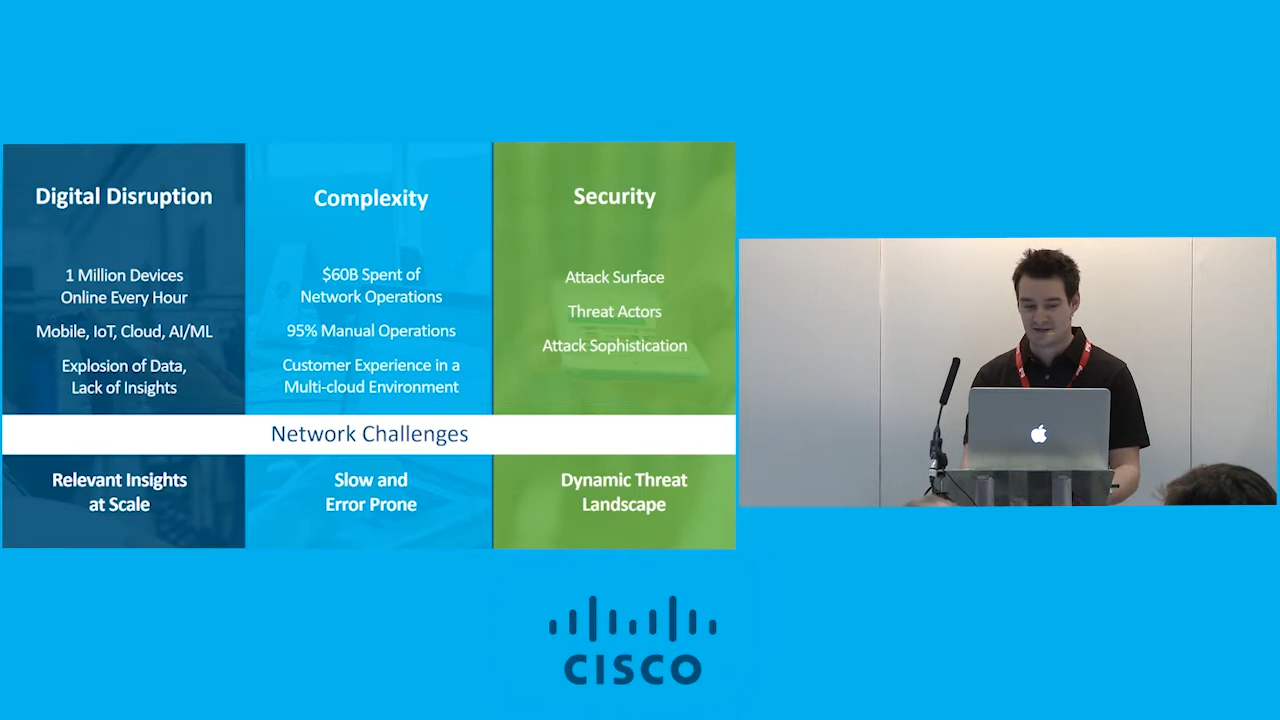 Digital Disruption
1 Million Devices
Online Every Hour
Mobile, IoT, Cloud, AI/ML
Explosion of Data,
Lack of Insights
Complexity
$60B Spent of
Network Operations
95% Manual Operations
Customer Experience in a
Multi-cloud Environment
Security
Attack Surface
Threat Actors
Attack Sophistication
Network Challenges
Relevant Insights
at Scale
Slow and
Error Prone
Dynamic Threat
Landscape
CISCO